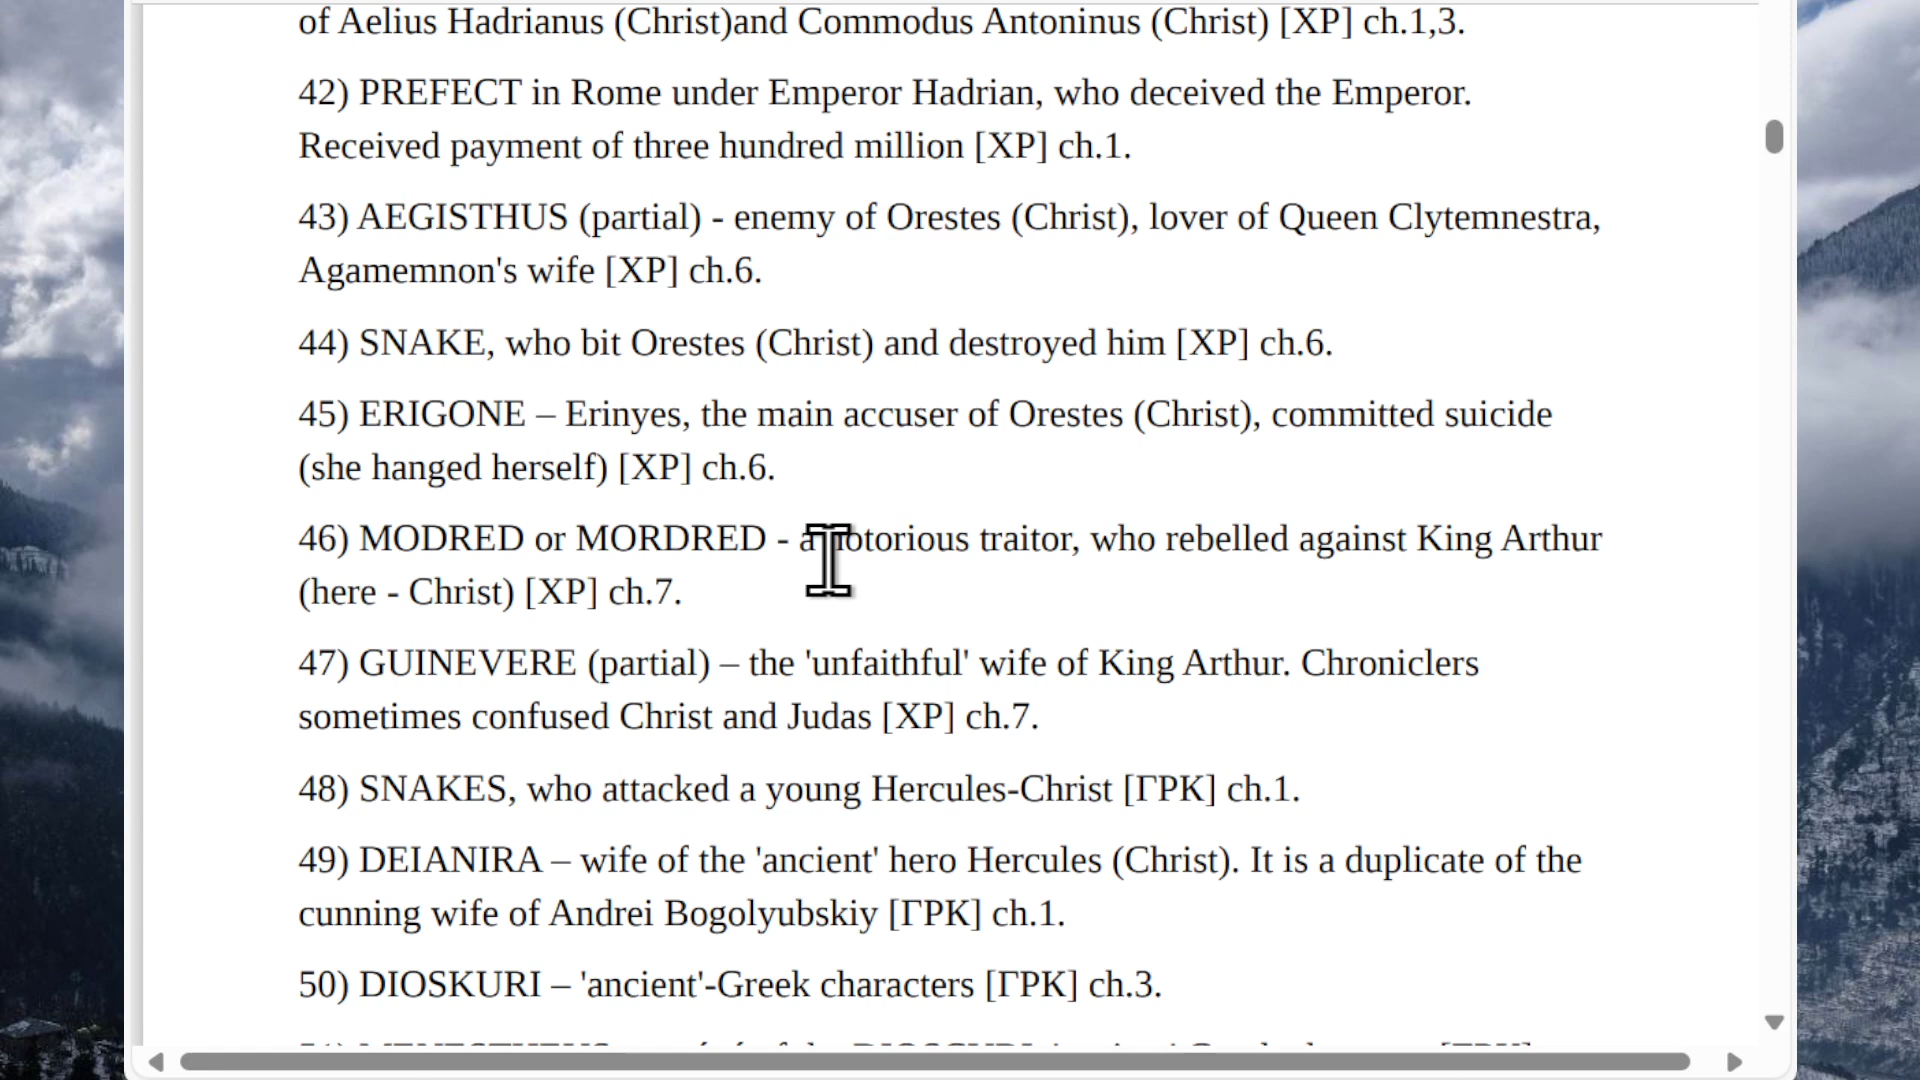 of Aelius Hadrianus (Christ)and Commodus Antoninus (Christ) [XP] ch.1,3.
42) PREFECT in Rome under Emperor Hadrian, who deceived the Emperor.
Received payment of three hundred million [XP] ch.1.
43) AEGISTHUS (partial) - enemy of Orestes (Christ), lover of Queen Clytemnestra,
Agamemnon's wife [XP] ch.6.
44) SNAKE, who bit Orestes (Christ) and destroyed him [XP] ch.6.
45) ERIGONE – Erinyes, the main accuser of Orestes (Christ), committed suicide
(she hanged herself) [XP] ch.6.
46) MODRED or MORDRED - a notorious traitor, who rebelled against King Arthur
(here - Christ) [XP] ch.7.
47) GUINEVERE (partial) – the 'unfaithful' wife of King Arthur. Chroniclers
sometimes confused Christ and Judas [XP] ch.7.
48) SNAKES, who attacked a young Hercules-Christ [ГРК] ch.1.
49) DEIANIRA – wife of the 'ancient' hero Hercules (Christ). It is a duplicate of the
cunning wife of Andrei Bogolyubskiy [ГРК] ch.1.
50) DIOSKURI – 'ancient'-Greek characters [ГРК] ch.3.